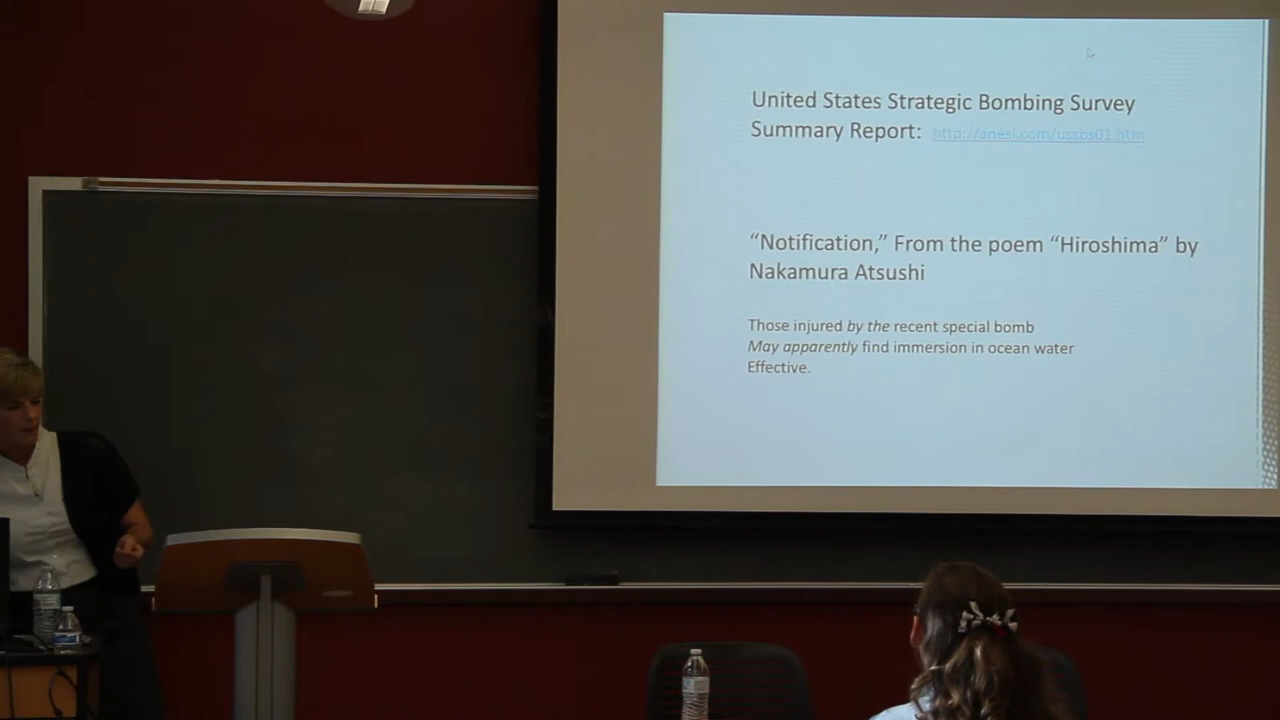 United States Strategic Bombing Survey
Summary Report: http://anesi.com/ussbs01.htm
“Notification,” From the poem “Hiroshima” by
Nakamura Atsushi
Those injured by the recent special bomb
May apparently find immersion in ocean water
Effective.